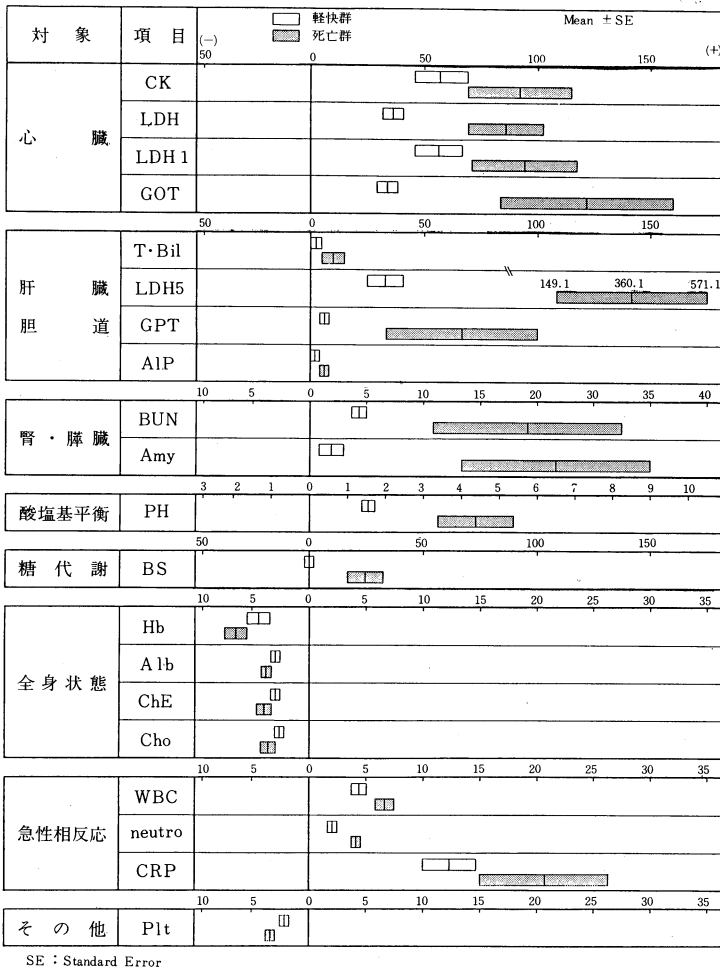 対象 項目 (-) 軽快群 死亡群 Mean ± SE (+)
50 0 50 100 150
心臓 CK
LDH
LDH 1
GOT
50 0 50 100 150
肝臓 胆道 T・Bil
LDH5 149.1 360.1 571.1
GPT
AlP
10 5 0 5 10 15 20 30 35 40
腎・膵臓 BUN
Amy
3 2 1 0 1 2 3 4 5 6 7 8 9 10
酸塩基平衡 PH
50 0 50 100 150
糖代謝 BS
10 5 0 5 10 15 20 25 30 35
全身状態 Hb
Alb
ChE
Cho
10 5 0 5 10 15 20 25 30 35
急性相反応 WBC
neutro
CRP
10 5 0 5 10 15 20 25 30 35
その他 Plt
SE : Standard Error